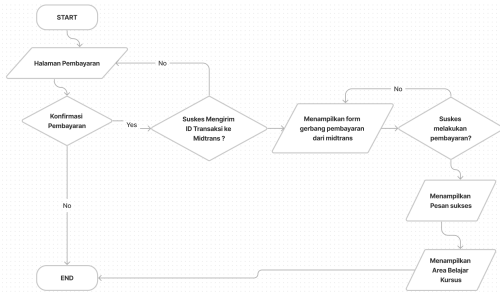 START
Halaman Pembayaran
No
No
Konfirmasi
Pembayaran
Yes
Suskes Mengirim
ID Transaksi ke
Midtrans ?
Menampilkan form
gerbang pembayaran
dari midtrans
Suskes
melakukan
pembayaran?
No
Menampilkan
Pesan sukses
Menampilkan
Area Belajar
Kursus
END